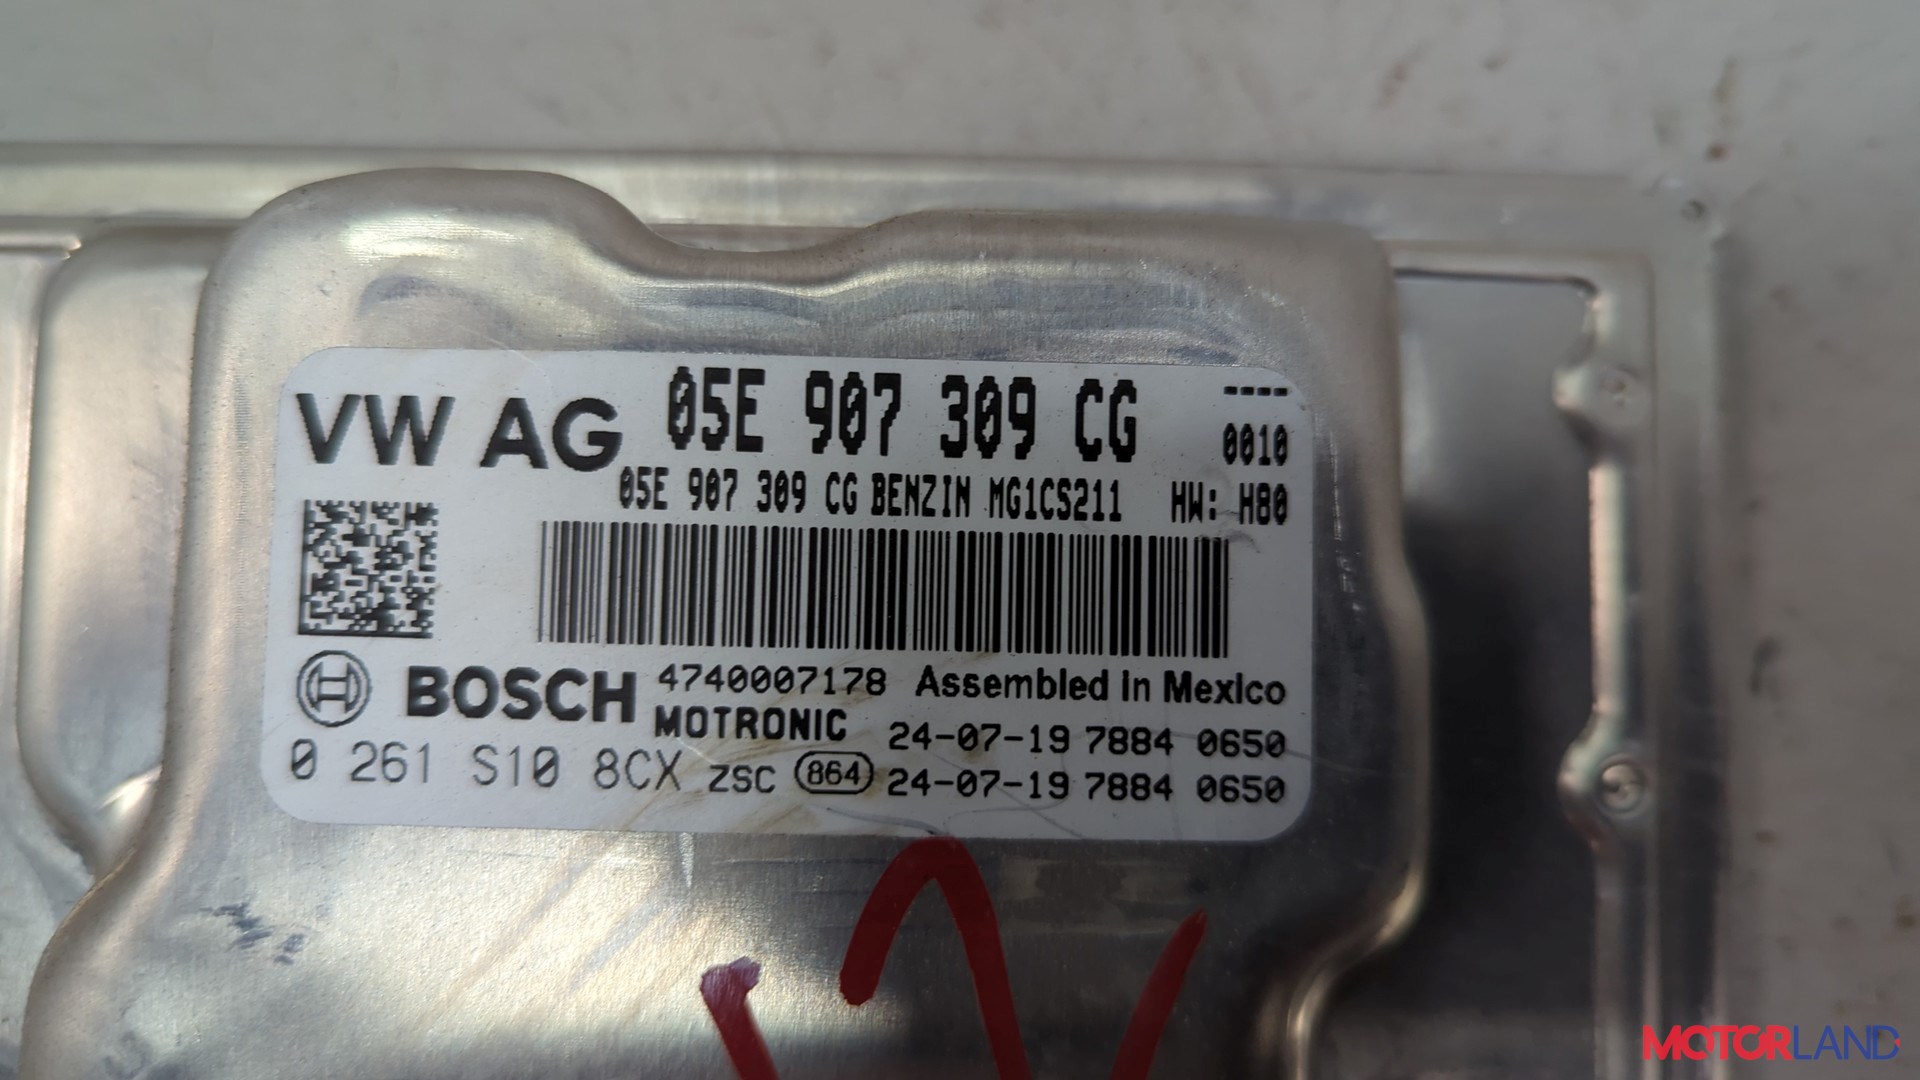 VW AG 05E 907 309 CG ----
0010
05E 907 309 CG BENZIN MG1CS211 HW: H80
BOSCH 4740007178 Assembled in Mexico
MOTRONIC 24-07-19 7884 0650
0 261 S10 8CX ZSC 864 24-07-19 7884 0650
MOTORLAND